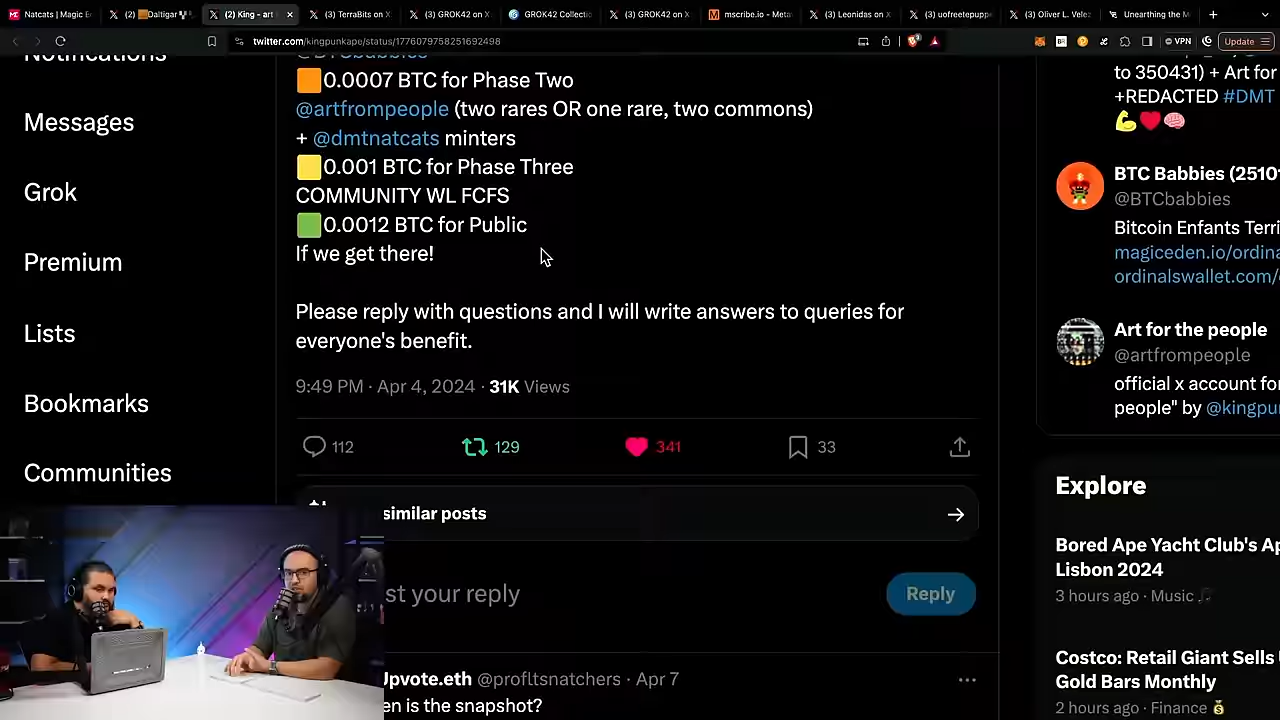 Natcats | Magic E
(2) Daltigar
(2) King - art
(3) TerraBits on X
(3) GROK42 on X
GROK42 Collectio
(3) GROK42 on X
mscribe.io - Meta
(3) Leonidas on X
(3) uofreetepuppe
(3) Oliver L. Velez
Unearthing the M
twitter.com/kingpunkape/status/1776079758251692498
VPN
Update
Notifications
Messages
Grok
Premium
Lists
Bookmarks
Communities
@BTCbabbies
🟧0.0007 BTC for Phase Two
@artfrompeople (two rares OR one rare, two commons)
+ @dmtnatcats minters
🟨0.001 BTC for Phase Three
COMMUNITY WL FCFS
🟩0.0012 BTC for Public
If we get there!
Please reply with questions and I will write answers to queries for
everyone's benefit.
9:49 PM · Apr 4, 2024 · 31K Views
112
129
341
33
similar posts
st your reply
Reply
Upvote.eth @profltsnatchers · Apr 7
en is the snapshot?
to 350431) + Art for
+REDACTED #DMT
💪❤️🧠
BTC Babbies (2510
@BTCbabbies
Bitcoin Enfants Terri
magiceden.io/ordina
ordinalswallet.com/
Art for the people
@artfrompeople
official x account for
people" by @kingpu
Explore
Bored Ape Yacht Club's Ap
Lisbon 2024
3 hours ago · Music 🎵
Costco: Retail Giant Sells
Gold Bars Monthly
2 hours ago · Finance 💰